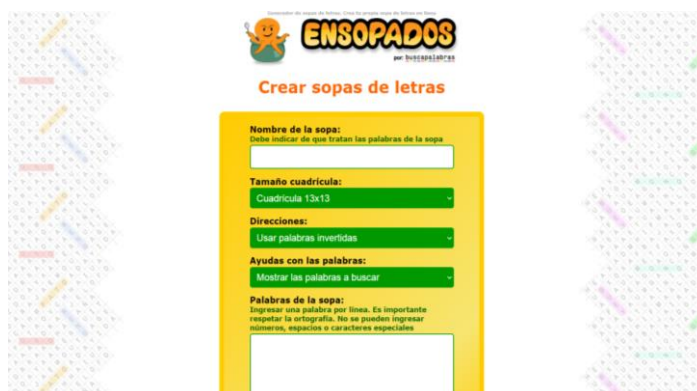 Generador de sopas de letras. Crea tu propia sopa de letras en línea.
ENSOPADOS
por: buscapalabras
Crear sopas de letras
Nombre de la sopa:
Debe indicar de que tratan las palabras de la sopa
Tamaño cuadrícula:
Cuadrícula 13x13
Direcciones:
Usar palabras invertidas
Ayudas con las palabras:
Mostrar las palabras a buscar
Palabras de la sopa:
Ingresar una palabra por línea. Es importante
respetar la ortografía. No se pueden ingresar
números, espacios o caracteres especiales